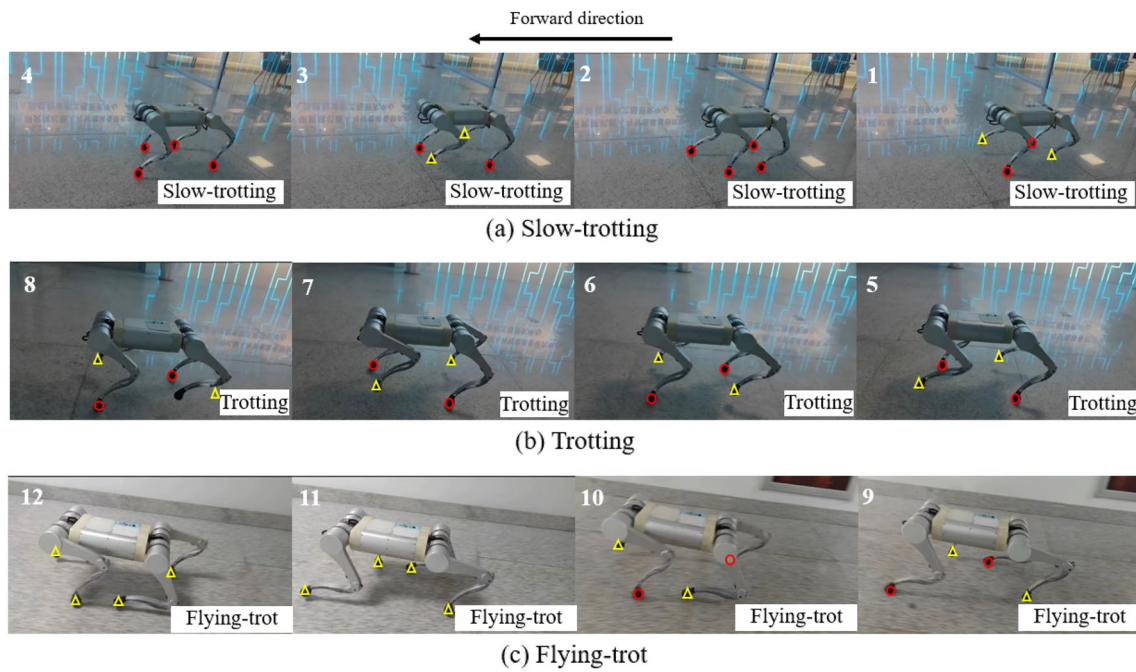 Forward direction
4 3 2 1
Slow-trotting Slow-trotting Slow-trotting Slow-trotting
(a) Slow-trotting
8 7 6 5
Trotting Trotting Trotting Trotting
(b) Trotting
12 11 10 9
Flying-trot Flying-trot Flying-trot Flying-trot
(c) Flying-trot